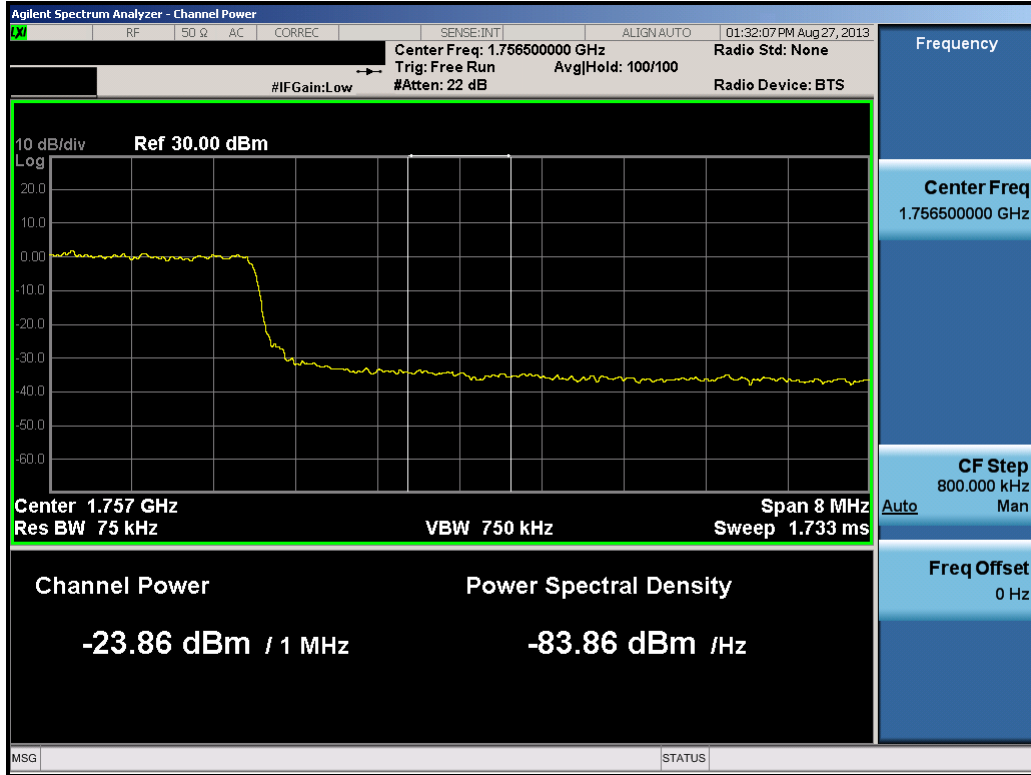 Agilent Spectrum Analyzer - Channel Power
LXI RF 50 Ω AC CORREC SENSE:INT ALIGN AUTO 01:32:07 PM Aug 27, 2013
Center Freq: 1.756500000 GHz Radio Std: None
Trig: Free Run Avg|Hold: 100/100
#IFGain:Low #Atten: 22 dB Radio Device: BTS
10 dB/div Ref 30.00 dBm
Log
20.0
10.0
0.00
-10.0
-20.0
-30.0
-40.0
-50.0
-60.0
Center 1.757 GHz Span 8 MHz
Res BW 75 kHz VBW 750 kHz Sweep 1.733 ms
Channel Power Power Spectral Density
-23.86 dBm / 1 MHz -83.86 dBm /Hz
MSG STATUS
Frequency
Center Freq
1.756500000 GHz
CF Step
800.000 kHz
Auto Man
Freq Offset
0 Hz